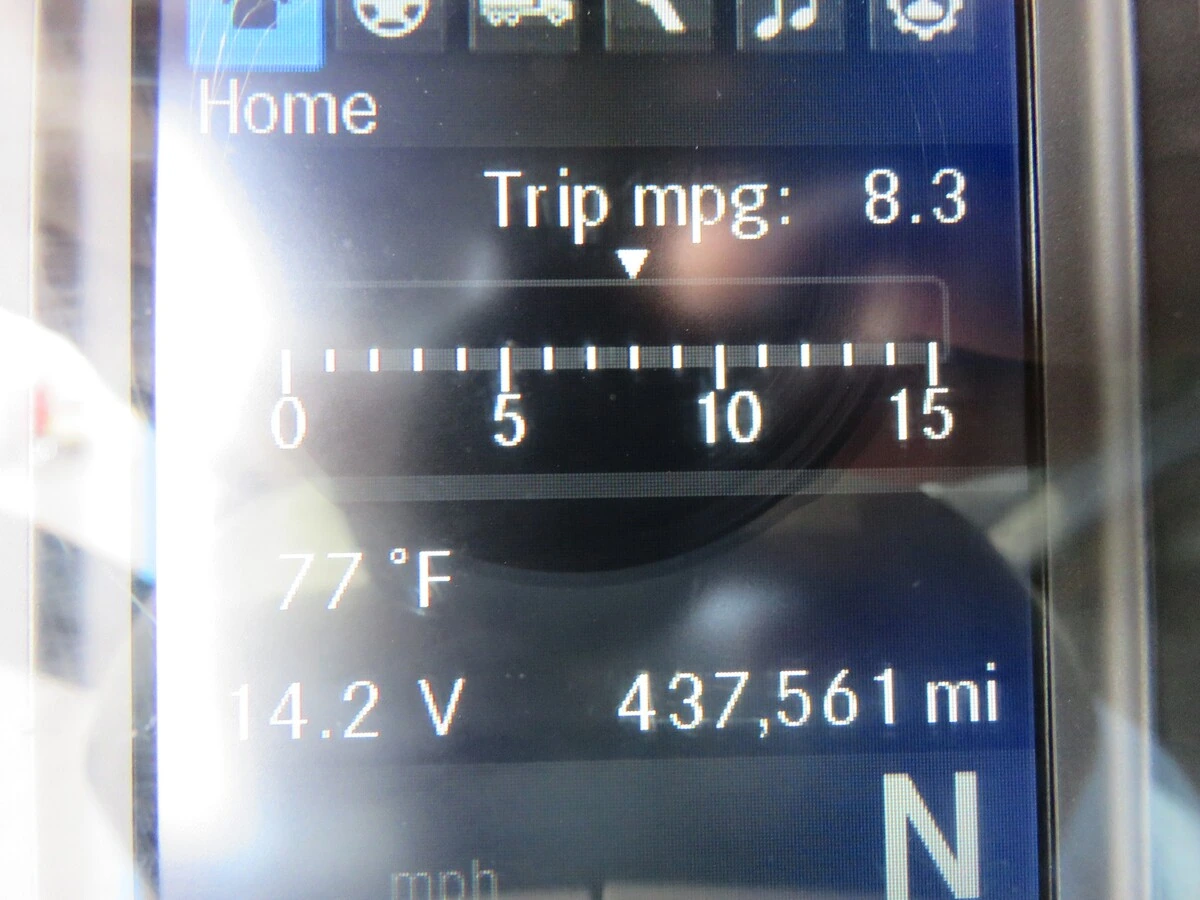 Home
Trip mpg: 8.3
0 5 10 15
77 °F
14.2 V 437,561 mi
N
mph